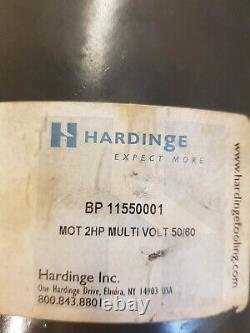 HARDINGE
EXPECT MORE
BP 11550001
MOT 2HP MULTI VOLT 50/60
Hardinge Inc.
One Hardinge Drive, Elmira, NY 14903 USA
800.843.8801
www.hardingetooling.com